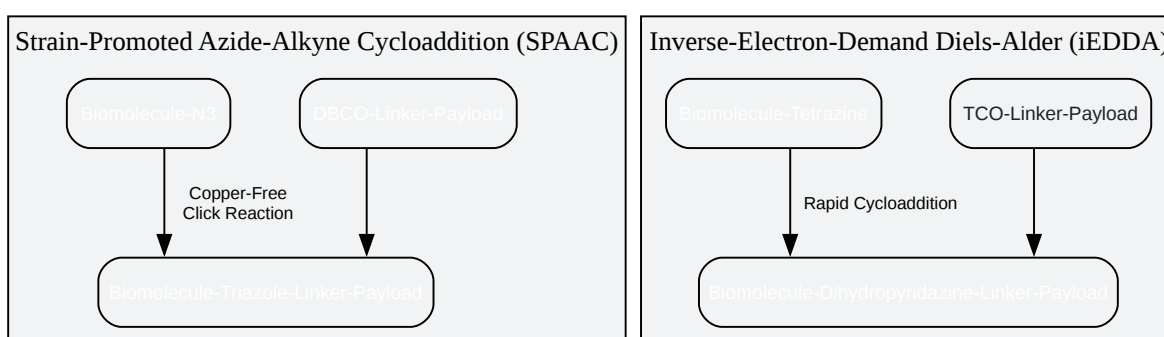 Strain-Promoted Azide-Alkyne Cycloaddition (SPAAC)
Biomolecule-N3
DBCO-Linker-Payload
Copper-Free
Click Reaction
Biomolecule-Triazole-Linker-Payload
Inverse-Electron-Demand Diels-Alder (iEDDA)
Biomolecule-Tetrazine
TCO-Linker-Payload
Rapid Cycloaddition
Biomolecule-Dihydropyridazine-Linker-Payload